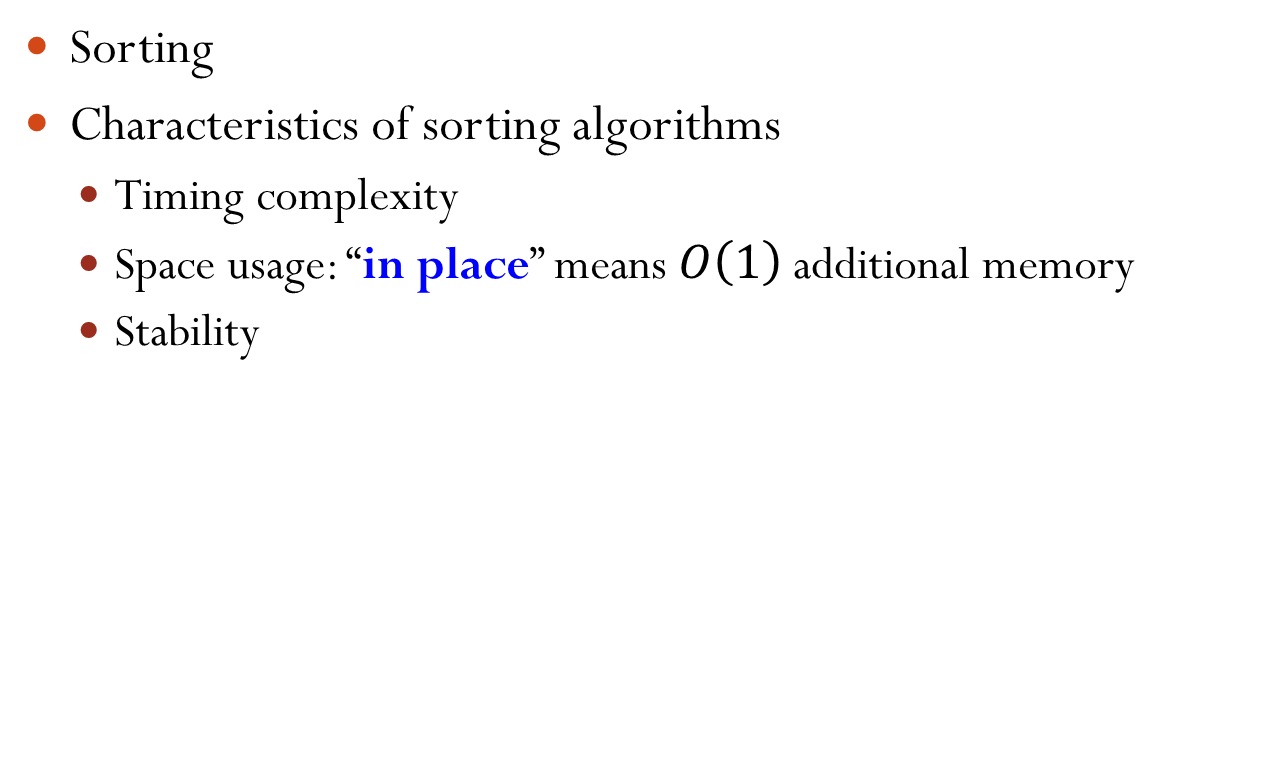 • Sorting
• Characteristics of sorting algorithms
• Timing complexity
• Space usage: “in place” means O(1) additional memory
• Stability